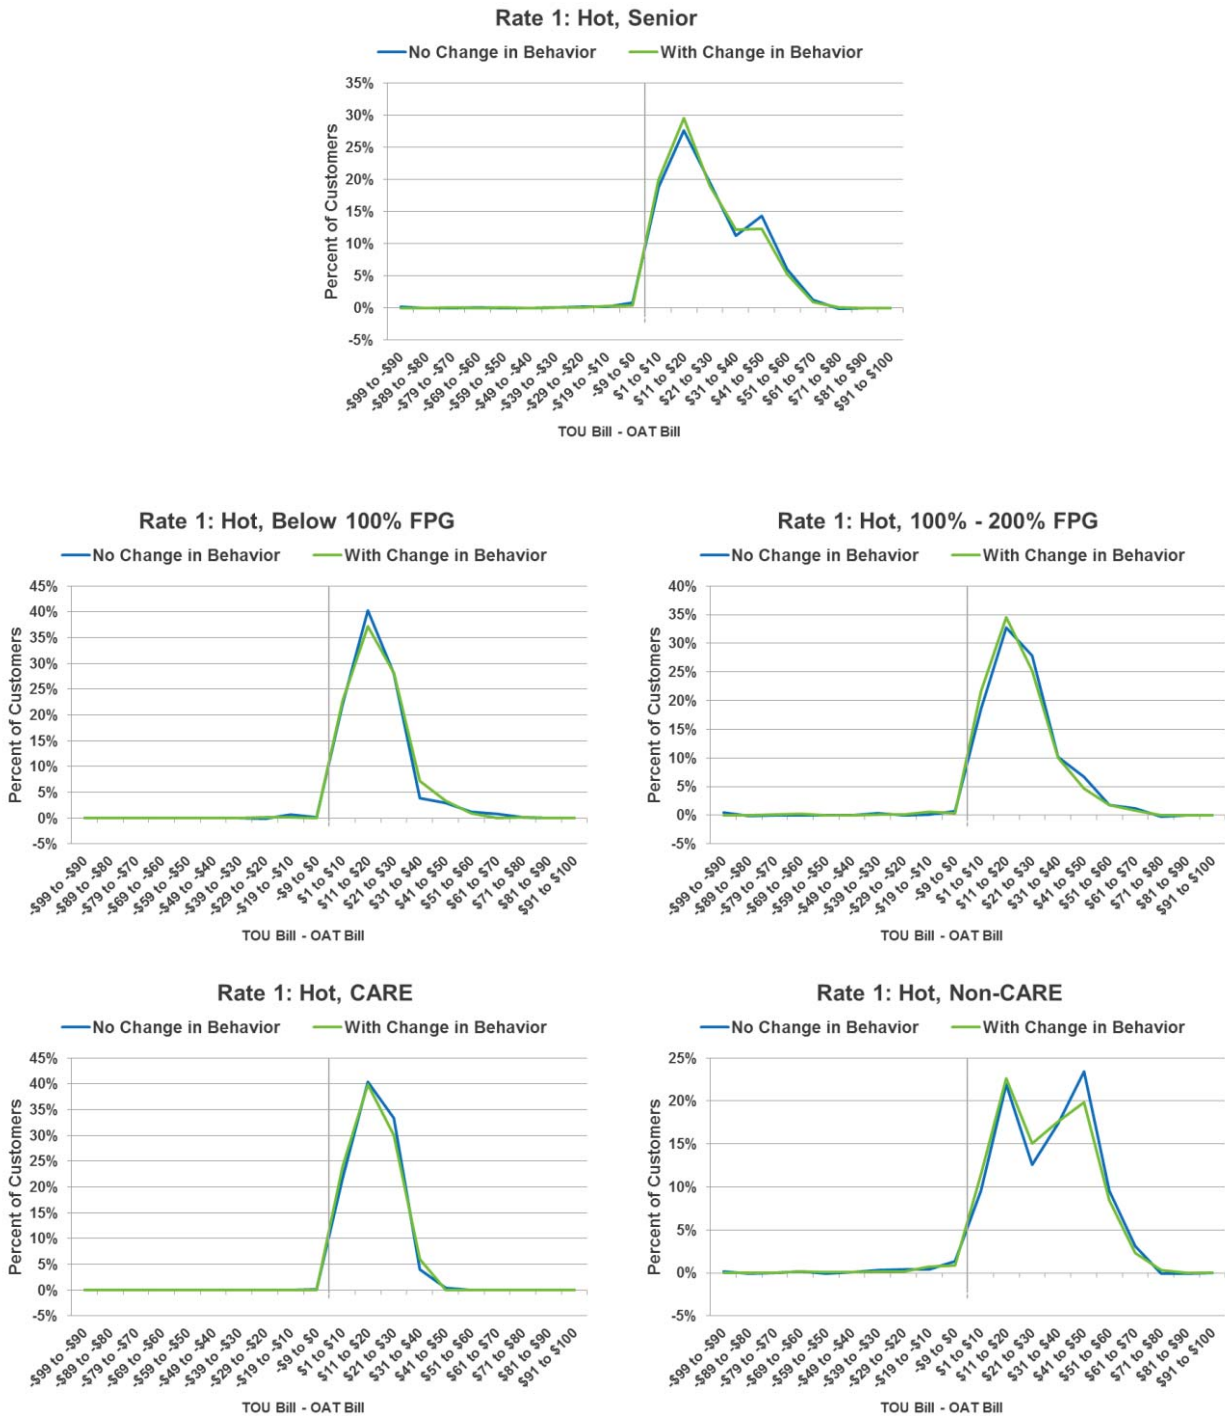 Rate 1: Hot, Senior
No Change in Behavior With Change in Behavior
Percent of Customers
35%
30%
25%
20%
15%
10%
5%
0%
-5%
-$99 to -$90
-$89 to -$80
-$79 to -$70
-$69 to -$60
-$59 to -$50
-$49 to -$40
-$39 to -$30
-$29 to -$20
-$19 to -$10
-$9 to $0
$1 to $10
$11 to $20
$21 to $30
$31 to $40
$41 to $50
$51 to $60
$61 to $70
$71 to $80
$81 to $90
$91 to $100
TOU Bill - OAT Bill
Rate 1: Hot, Below 100% FPG
No Change in Behavior With Change in Behavior
Percent of Customers
45%
40%
35%
30%
25%
20%
15%
10%
5%
0%
-5%
-$99 to -$90
-$89 to -$80
-$79 to -$70
-$69 to -$60
-$59 to -$50
-$49 to -$40
-$39 to -$30
-$29 to -$20
-$19 to -$10
-$9 to $0
$1 to $10
$11 to $20
$21 to $30
$31 to $40
$41 to $50
$51 to $60
$61 to $70
$71 to $80
$81 to $90
$91 to $100
TOU Bill - OAT Bill
Rate 1: Hot, 100% - 200% FPG
No Change in Behavior With Change in Behavior
Percent of Customers
40%
35%
30%
25%
20%
15%
10%
5%
0%
-5%
-$99 to -$90
-$89 to -$80
-$79 to -$70
-$69 to -$60
-$59 to -$50
-$49 to -$40
-$39 to -$30
-$29 to -$20
-$19 to -$10
-$9 to $0
$1 to $10
$11 to $20
$21 to $30
$31 to $40
$41 to $50
$51 to $60
$61 to $70
$71 to $80
$81 to $90
$91 to $100
TOU Bill - OAT Bill
Rate 1: Hot, CARE
No Change in Behavior With Change in Behavior
Percent of Customers
45%
40%
35%
30%
25%
20%
15%
10%
5%
0%
-5%
-$99 to -$90
-$89 to -$80
-$79 to -$70
-$69 to -$60
-$59 to -$50
-$49 to -$40
-$39 to -$30
-$29 to -$20
-$19 to -$10
-$9 to $0
$1 to $10
$11 to $20
$21 to $30
$31 to $40
$41 to $50
$51 to $60
$61 to $70
$71 to $80
$81 to $90
$91 to $100
TOU Bill - OAT Bill
Rate 1: Hot, Non-CARE
No Change in Behavior With Change in Behavior
Percent of Customers
25%
20%
15%
10%
5%
0%
-5%
-$99 to -$90
-$89 to -$80
-$79 to -$70
-$69 to -$60
-$59 to -$50
-$49 to -$40
-$39 to -$30
-$29 to -$20
-$19 to -$10
-$9 to $0
$1 to $10
$11 to $20
$21 to $30
$31 to $40
$41 to $50
$51 to $60
$61 to $70
$71 to $80
$81 to $90
$91 to $100
TOU Bill - OAT Bill